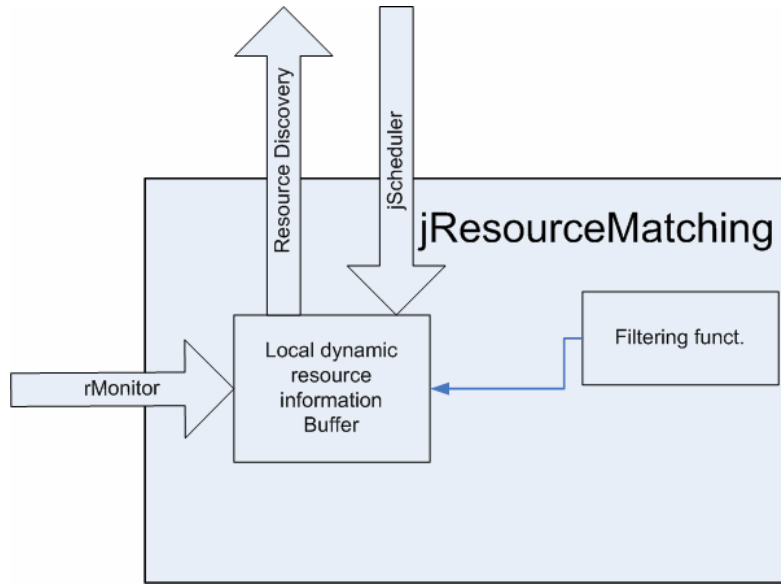 Resource Discovery
jScheduler
jResourceMatching
rMonitor
Local dynamic
resource
information
Buffer
Filtering funct.